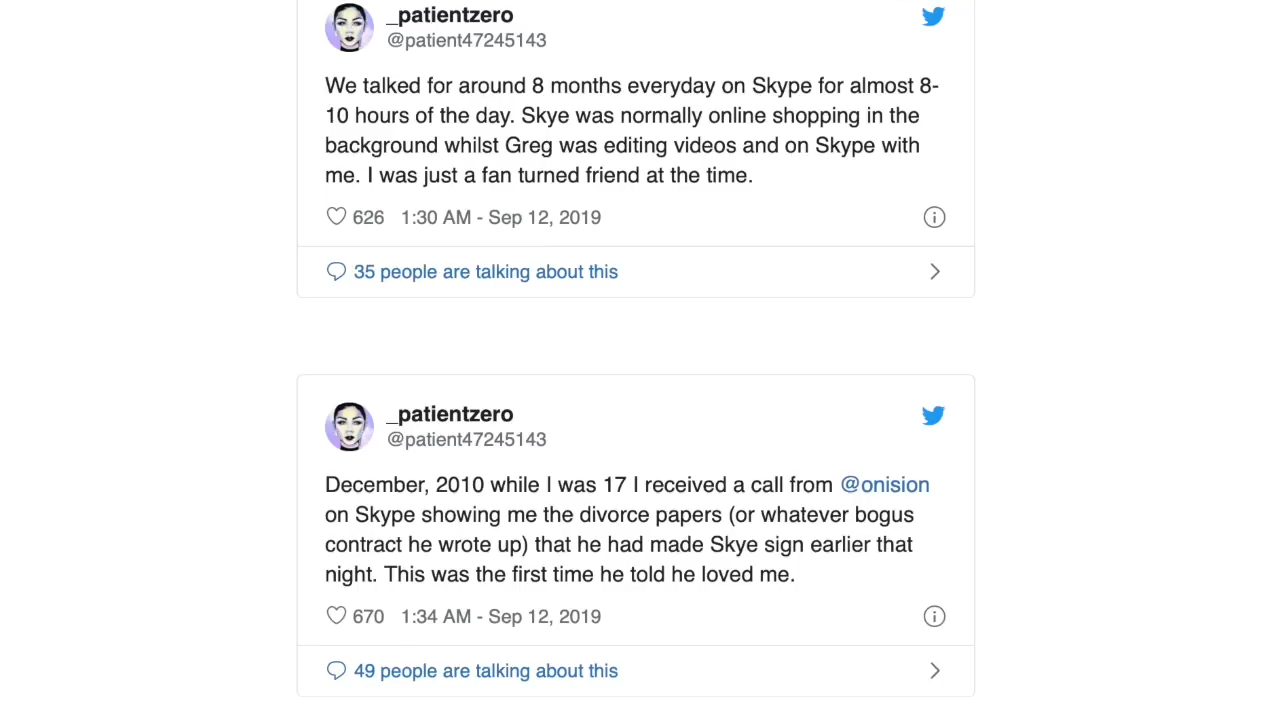 _patientzero
@patient47245143
We talked for around 8 months everyday on Skype for almost 8-
10 hours of the day. Skye was normally online shopping in the
background whilst Greg was editing videos and on Skype with
me. I was just a fan turned friend at the time.
626 1:30 AM - Sep 12, 2019
35 people are talking about this
_patientzero
@patient47245143
December, 2010 while I was 17 I received a call from @onision
on Skype showing me the divorce papers (or whatever bogus
contract he wrote up) that he had made Skye sign earlier that
night. This was the first time he told he loved me.
670 1:34 AM - Sep 12, 2019
49 people are talking about this